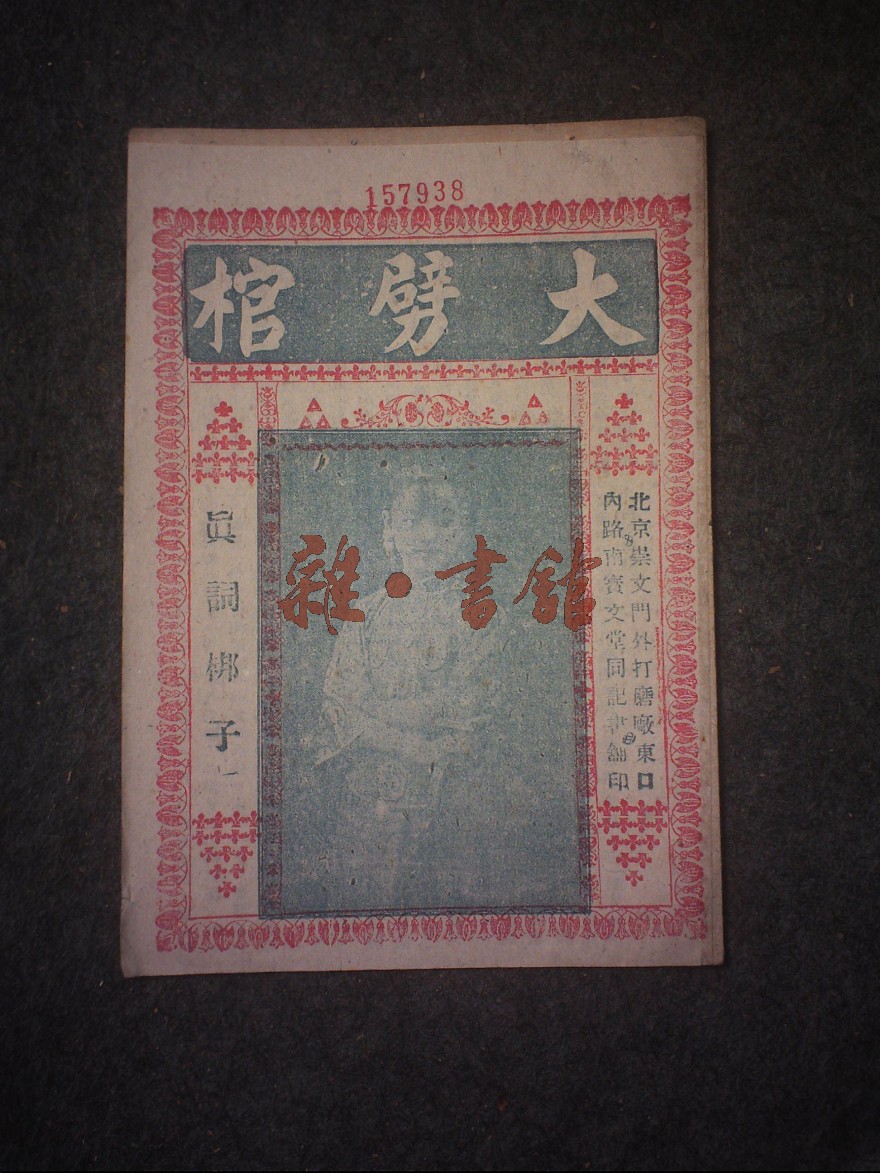 157938
大劈棺
北京崇文門外打磨廠東口
內路南寶文堂同記書舖印
真詞梆子
雜·書館